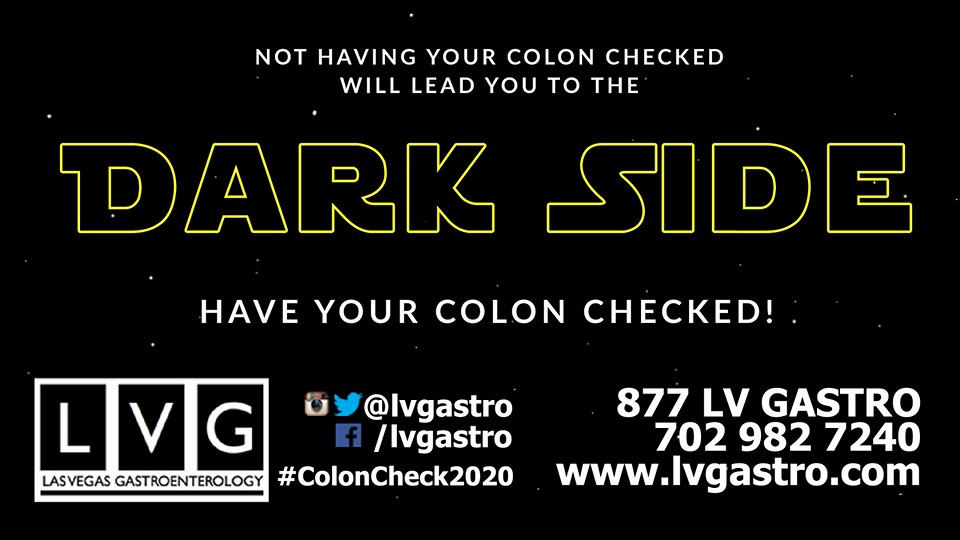 NOT HAVING YOUR COLON CHECKED
WILL LEAD YOU TO THE
DARK SIDE
HAVE YOUR COLON CHECKED!
LVG
LAS VEGAS GASTROENTEROLOGY
@lvgastro
/lvgastro
#ColonCheck2020
877 LV GASTRO
702 982 7240
www.lvgastro.com